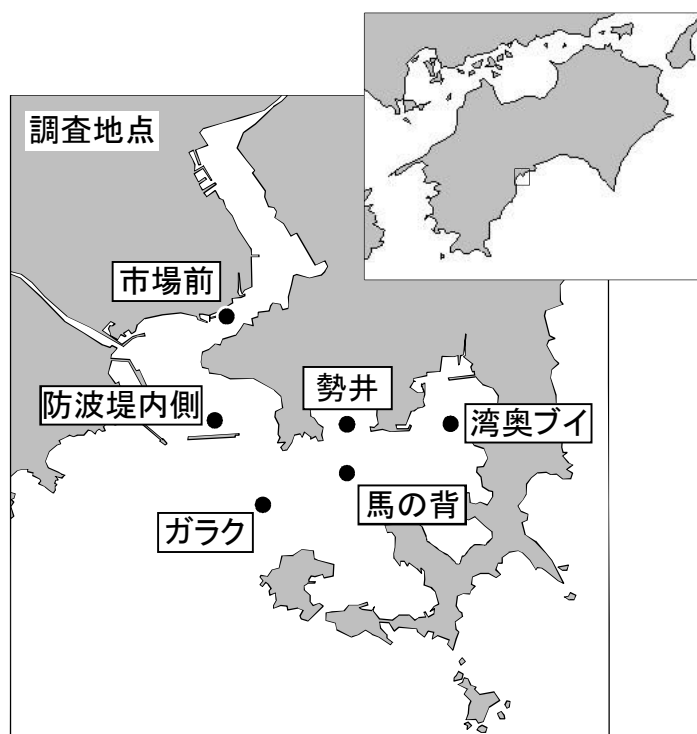 調査地点
市場前
勢井
防波堤内側
湾奥ブイ
馬の背
ガラク